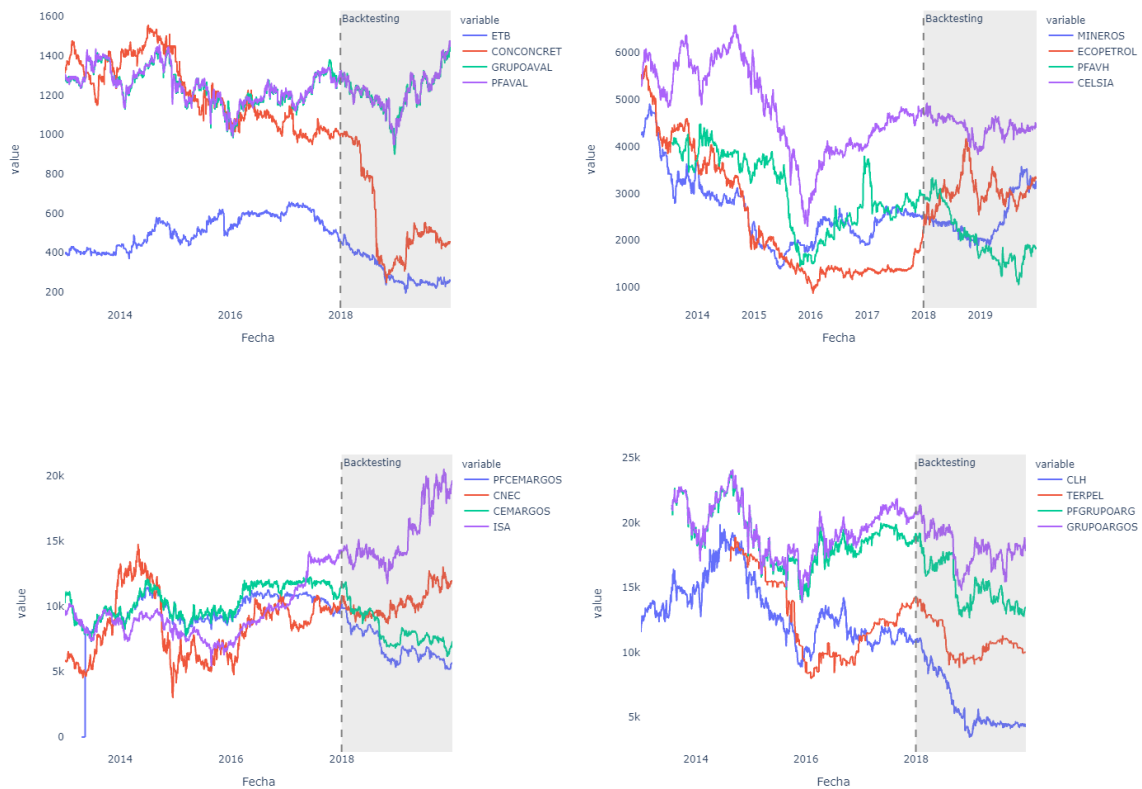 Backtesting
variable
ETB
CONCONCRET
GRUPOAVAL
PFAVAL
1600
1400
1200
1000
800
600
400
200
value
2014 2016 2018
Fecha
Backtesting
variable
MINEROS
ECOPETROL
PFAVH
CELSIA
6000
5000
4000
3000
2000
1000
value
2014 2015 2016 2017 2018 2019
Fecha
Backtesting
variable
PFCEMARGOS
CNEC
CEMARGOS
ISA
20k
15k
10k
5k
0
value
2014 2016 2018
Fecha
Backtesting
variable
CLH
TERPEL
PFGRUPOARG
GRUPOARGOS
25k
20k
15k
10k
5k
value
2014 2016 2018
Fecha